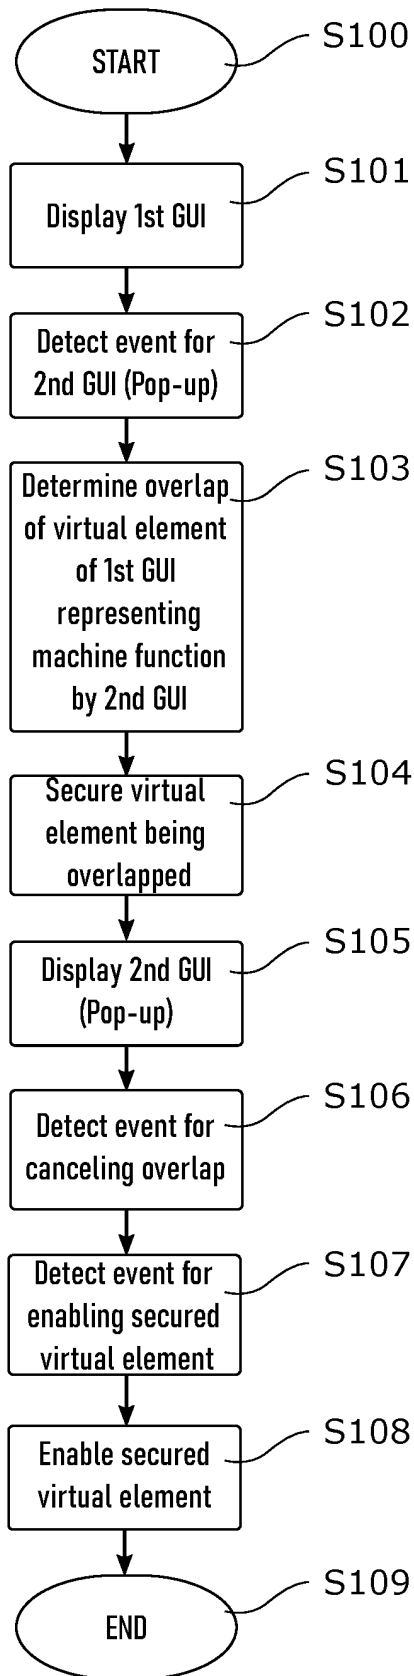 START
S100
Display 1st GUI
S101
Detect event for
2nd GUI (Pop-up)
S102
Determine overlap
of virtual element
of 1st GUI
representing
machine function
by 2nd GUI
S103
Secure virtual
element being
overlapped
S104
Display 2nd GUI
(Pop-up)
S105
Detect event for
canceling overlap
S106
Detect event for
enabling secured
virtual element
S107
Enable secured
virtual element
S108
END
S109